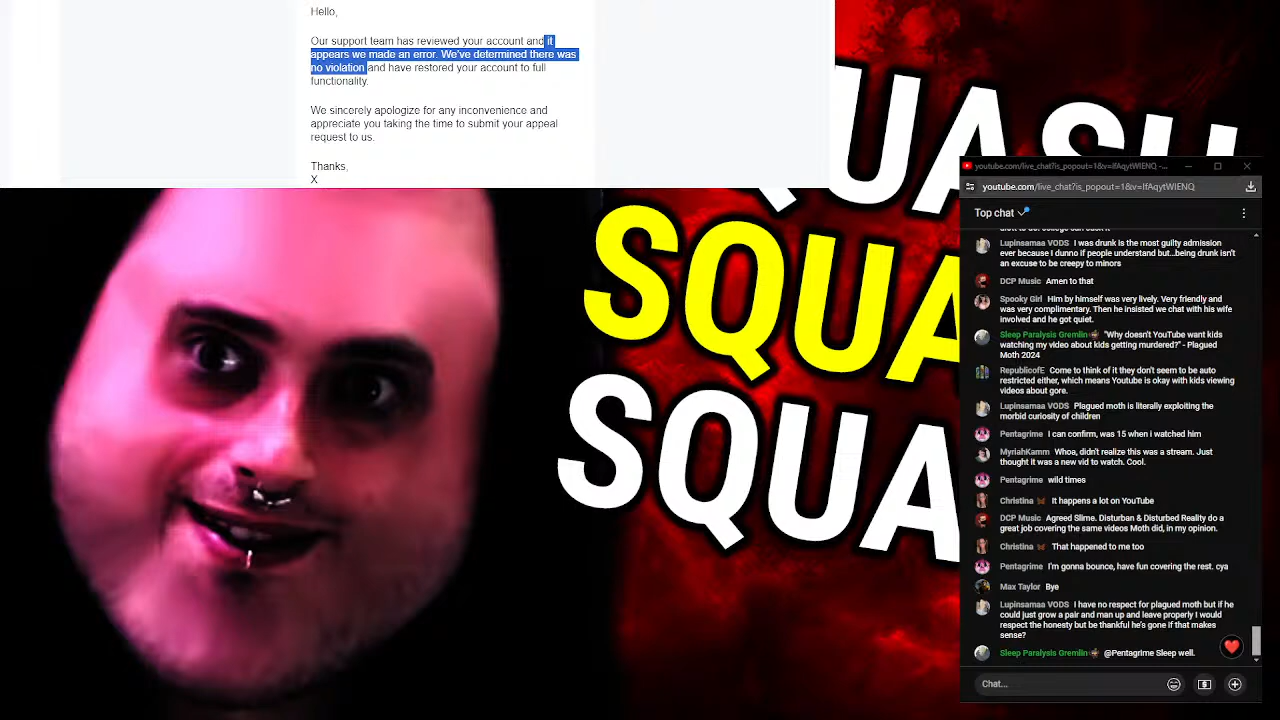 Hello,
Our support team has reviewed your account and it
appears we made an error. We've determined there was
no violation and have restored your account to full
functionality.
We sincerely apologize for any inconvenience and
appreciate you taking the time to submit your appeal
request to us.
Thanks,
X
QUASH
SQUA
SQUA
youtube.com/live_chat?is_popout=1&v=lfAqytWIENQ -...
youtube.com/live_chat?is_popout=1&v=lfAqytWIENQ
Top chat
Lupinsamaa VODS I was drunk is the most guilty admission
ever because I dunno if people understand but...being drunk isn't
an excuse to be creepy to minors
DCP Music Amen to that
Spooky Girl Him by himself was very lively. Very friendly and
was very complimentary. Then he insisted we chat with his wife
involved and he got quiet.
Sleep Paralysis Gremlin "Why doesn't YouTube want kids
watching my video about kids getting murdered?" - Plagued
Moth 2024
RepublicofE Come to think of it they don't seem to be auto
restricted either, which means Youtube is okay with kids viewing
videos about gore.
Lupinsamaa VODS Plagued moth is literally exploiting the
morbid curiosity of children
Pentagrime I can confirm, was 15 when i watched him
MyriahKamm Whoa, didn't realize this was a stream. Just
thought it was a new vid to watch. Cool.
Pentagrime wild times
Christina It happens a lot on YouTube
DCP Music Agreed Slime. Disturban & Disturbed Reality do a
great job covering the same videos Moth did, in my opinion.
Christina That happened to me too
Pentagrime I'm gonna bounce, have fun covering the rest. cya
Max Taylor Bye
Lupinsamaa VODS I have no respect for plagued moth but if he
could just grow a pair and man up and leave properly I would
respect the honesty but be thankful he's gone if that makes
sense?
Sleep Paralysis Gremlin @Pentagrime Sleep well.
Chat...